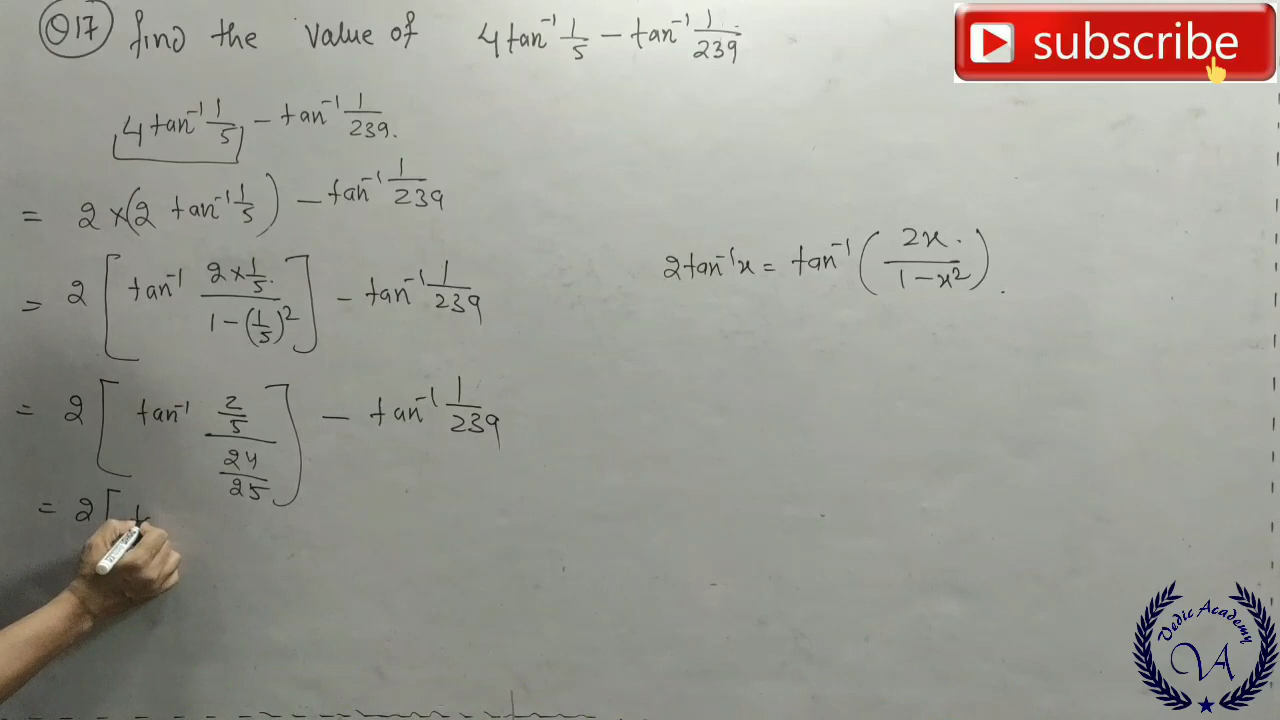 Q17 find the value of 4tan⁻¹ 1/5 − tan⁻¹ 1/239.
subscribe
4 tan⁻¹ 1/5 − tan⁻¹ 1/239.
= 2 × (2 tan⁻¹ 1/5) − tan⁻¹ 1/239
2tan⁻¹x = tan⁻¹ (2x / 1−x²).
= 2 [tan⁻¹ (2 × 1/5) / (1 − (1/5)²)] − tan⁻¹ 1/239
= 2 [tan⁻¹ (2/5) / (24/25)] − tan⁻¹ 1/239
= 2 [ t
Vedic Academy
VA